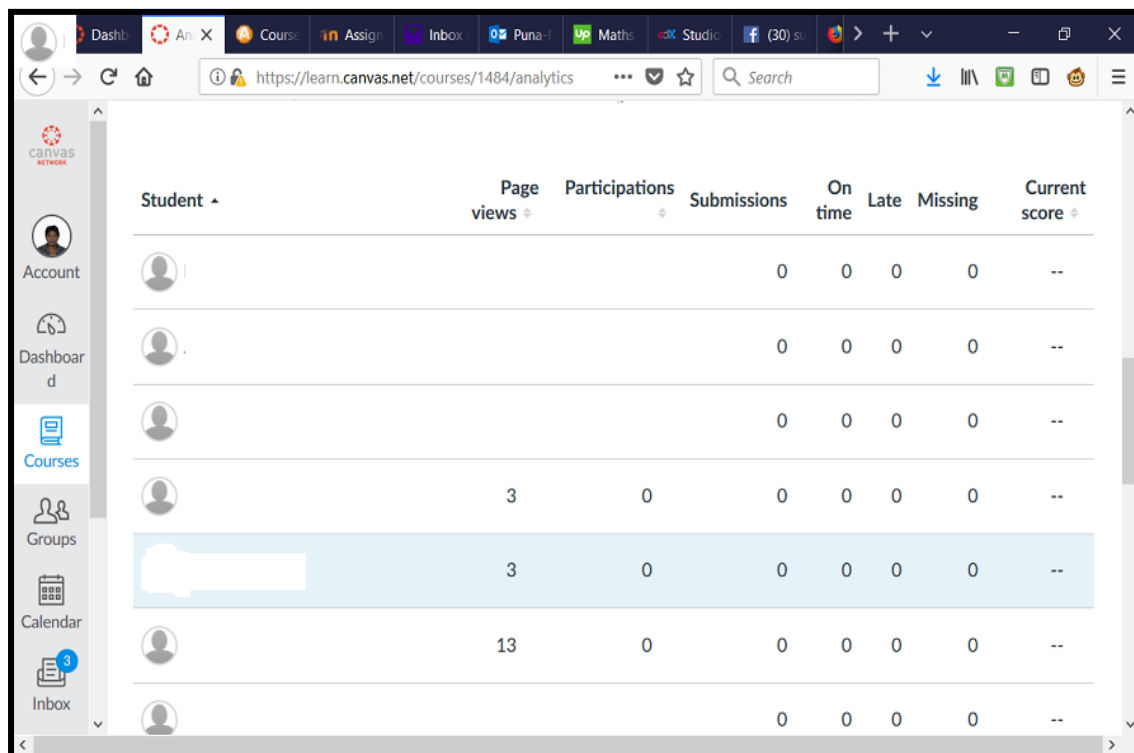 Dashb
An
Course
Assign
Inbox
Puna-F
Maths
edX Studio
(30) su
https://learn.canvas.net/courses/1484/analytics
Search
canvas
NETWORK
Account
Dashboar
d
Courses
Groups
Calendar
3
Inbox
Student Page views Participations Submissions On time Late Missing Current score
0 0 0 0 --
0 0 0 0 --
0 0 0 0 --
3 0 0 0 0 0 --
3 0 0 0 0 0 --
13 0 0 0 0 0 --
0 0 0 0 --